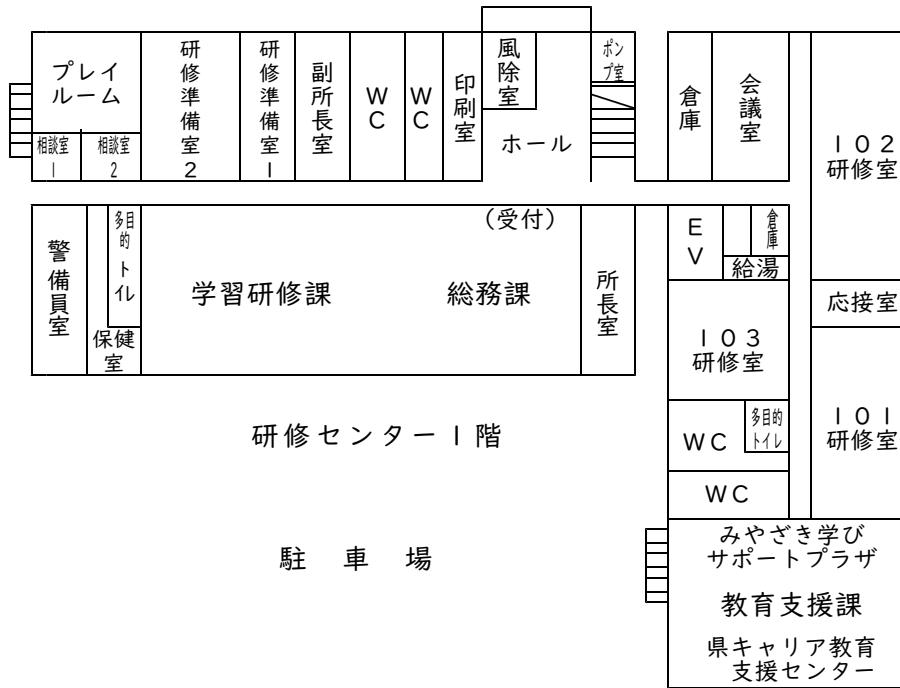 プレイ
ルーム
相談室
1
相談室
2
研修準備室2
研修準備室1
副所長室
WC
WC
印刷室
風除室
ホール
ポン
プ室
倉庫
会議室
102
研修室
警備員室
多目的トイレ
保健
室
学習研修課
総務課
(受付)
所長室
EV
倉庫
給湯
103
研修室
応接室
101
研修室
WC
多目的
トイレ
WC
研修センター1階
駐車場
みやざき学び
サポートプラザ
教育支援課
県キャリア教育
支援センター